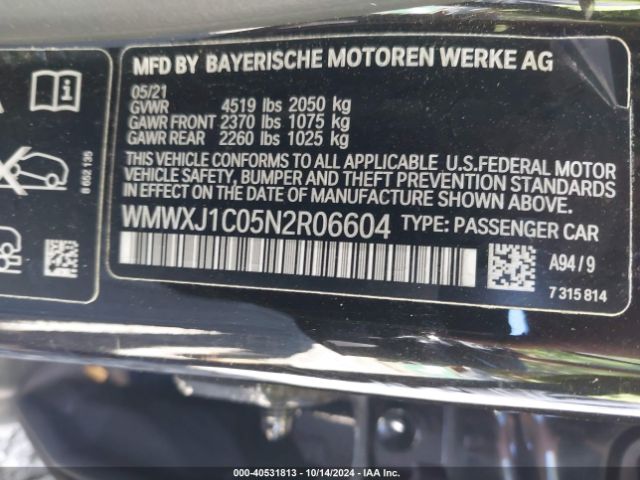 MFD BY BAYERISCHE MOTOREN WERKE AG
05/21
GVWR 4519 lbs 2050 kg
GAWR FRONT 2370 lbs 1075 kg
GAWR REAR 2260 lbs 1025 kg
THIS VEHICLE CONFORMS TO ALL APPLICABLE U.S.FEDERAL MOTOR
VEHICLE SAFETY, BUMPER AND THEFT PREVENTION STANDARDS
IN EFFECT ON THE DATE OF MANUFACTURE SHOWN ABOVE.
WMWXJ1C05N2R06604 TYPE: PASSENGER CAR
A94/9
7 315 814
8 652 135
000-40531813 - 10/14/2024 - IAA Inc.